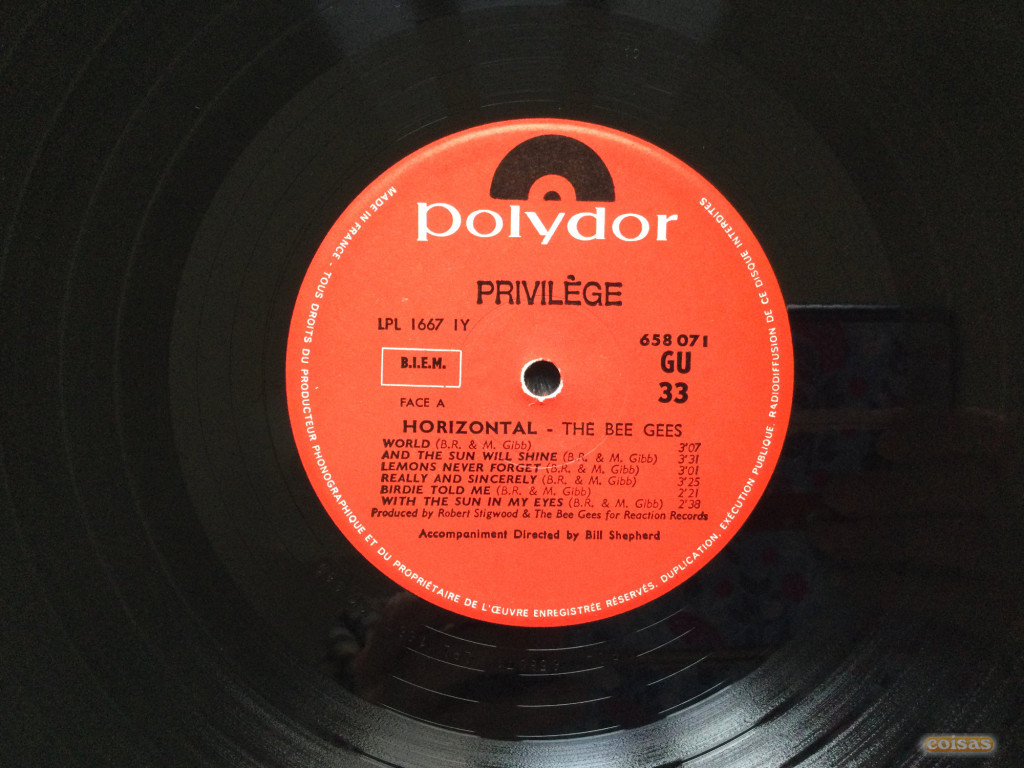 polydor
PRIVILÈGE
LPL 1667 IY
658 071
B.I.E.M.
GU
33
FACE A
HORIZONTAL - THE BEE GEES
WORLD (B.R. & M. Gibb) 3'07
AND THE SUN WILL SHINE (B.R. & M. Gibb) 3'31
LEMONS NEVER FORGET (B.R. & M. Gibb) 3'01
REALLY AND SINCERELY (B.R. & M. Gibb) 3'25
BIRDIE TOLD ME (B.R. & M. Gibb) 2'21
WITH THE SUN IN MY EYES (B.R. & M. Gibb) 2'38
Produced by Robert Stigwood & The Bee Gees for Reaction Records
Accompaniment Directed by Bill Shepherd
MADE IN FRANCE - TOUS DROITS DU PRODUCTEUR PHONOGRAPHIQUE ET DU PROPRIÉTAIRE DE L'ŒUVRE ENREGISTRÉE RÉSERVÉS. DUPLICATION, EXÉCUTION PUBLIQUE, RADIODIFFUSION DE CE DISQUE INTERDITES
coisas